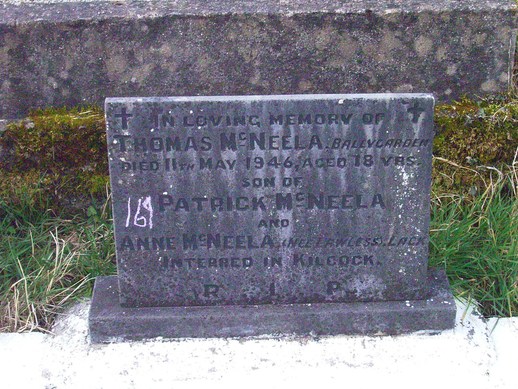 IN LOVING MEMORY OF
THOMAS McNEELA, BALLYGARDEN
DIED 11TH MAY 1946, AGED 18 YRS.
SON OF
PATRICK McNEELA
AND
ANNE McNEELA, (NEE LAWLESS), LACK
INTERRED IN KILCOCK.
R. I. P.
169